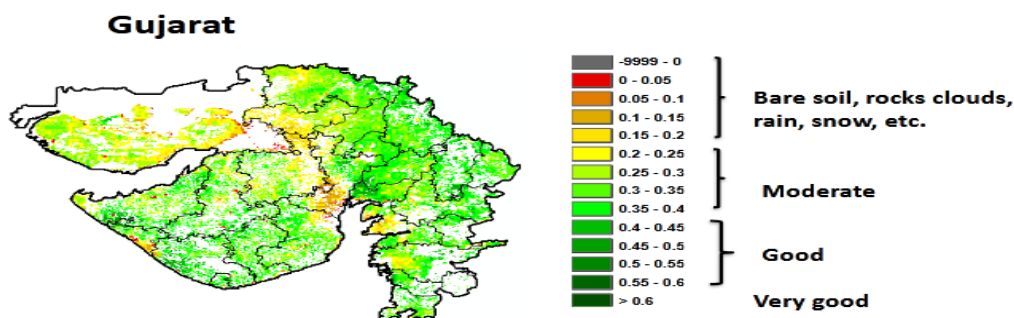 Gujarat
-9999 - 0
0 - 0.05
0.05 - 0.1
0.1 - 0.15
0.15 - 0.2
0.2 - 0.25
0.25 - 0.3
0.3 - 0.35
0.35 - 0.4
0.4 - 0.45
0.45 - 0.5
0.5 - 0.55
0.55 - 0.6
> 0.6
Bare soil, rocks clouds,
rain, snow, etc.
Moderate
Good
Very good